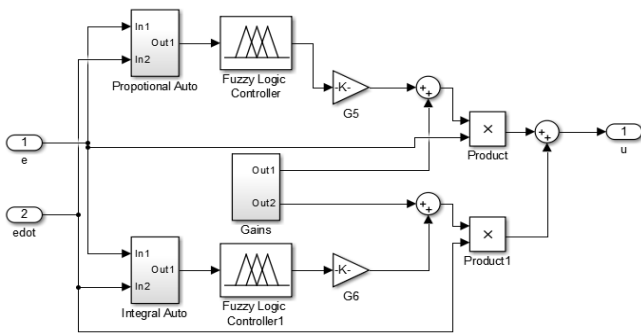 In1
In2
Out1
Propotional Auto
Fuzzy Logic
Controller
-K-
G5
+
+
×
Product
1
e
2
edot
Out1
Out2
Gains
+
+
1
u
+
+
×
Product1
In1
In2
Out1
Integral Auto
Fuzzy Logic
Controller1
-K-
G6